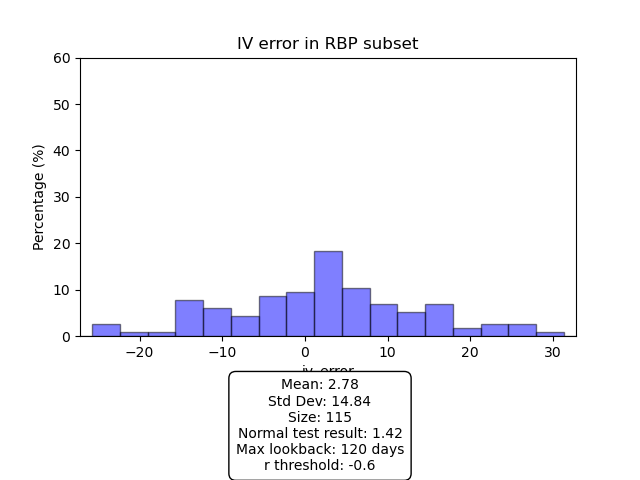 IV error in RBP subset
Percentage (%)
60
50
40
30
20
10
0
−20
−10
0
10
20
30
iv_error
Mean: 2.78
Std Dev: 14.84
Size: 115
Normal test result: 1.42
Max lookback: 120 days
r threshold: -0.6